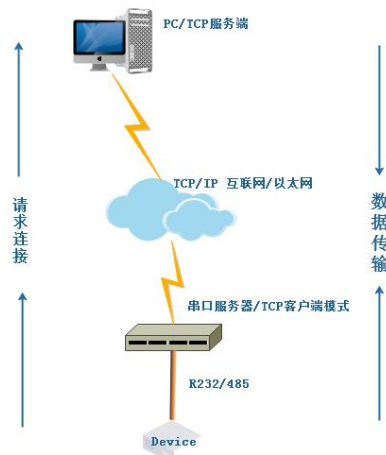 PC/TCP服务端
TCP/IP 互联网/以太网
请求连接
数据传输
串口服务器/TCP客户端模式
R232/485
Device